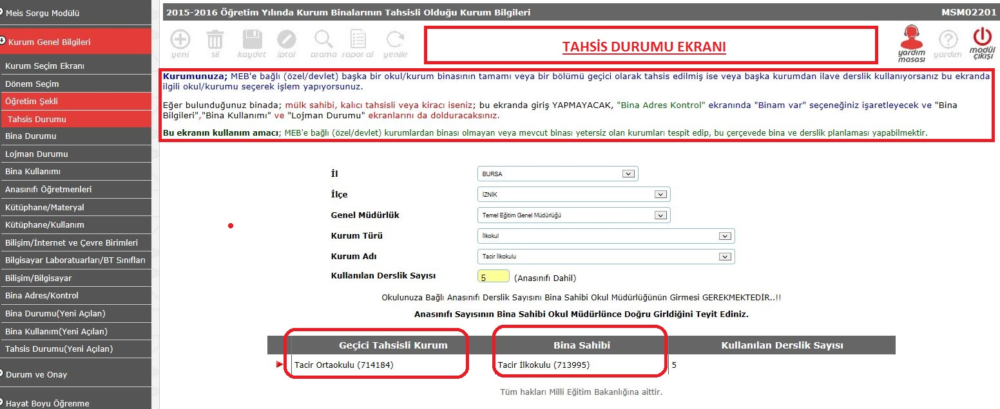 Meis Sorgu Modülü
Kurum Genel Bilgileri
Kurum Seçim Ekranı
Dönem Seçim
Öğretim Şekli
Tahsis Durumu
Bina Durumu
Lojman Durumu
Bina Kullanımı
Anasınıfı Öğretmenleri
Kütüphane/Materyal
Kütüphane/Kullanım
Bilişim/İnternet ve Çevre Birimleri
Bilgisayar Laboratuarları/BT Sınıfları
Bilişim/Bilgisayar
Bina Adres/Kontrol
Bina Durumu(Yeni Açılan)
Bina Kullanım(Yeni Açılan)
Tahsis Durumu(Yeni Açılan)
Durum ve Onay
Hayat Boyu Öğrenme
2015-2016 Öğretim Yılında Kurum Binalarının Tahsisli Olduğu Kurum Bilgileri MSM02201
yeni sil kaydet iptal arama rapor al yenile
TAHSİS DURUMU EKRANI
yardım masası yardım modül çıkışı
Kurumunuza; MEB'e bağlı (özel/devlet) başka bir okul/kurum binasının tamamı veya bir bölümü geçici olarak tahsis edilmiş ise veya başka kurumdan ilave derslik kullanıyorsanız bu ekranda
ilgili okul/kurumu seçerek işlem yapıyorsunuz.
Eğer bulunduğunuz binada; mülk sahibi, kalıcı tahsisli veya kiracı iseniz; bu ekranda giriş YAPMAYACAK, "Bina Adres Kontrol" ekranında "Binam var" seçeneğiniz işaretleyecek ve "Bina
Bilgileri","Bina Kullanımı" ve "Lojman Durumu" ekranlarını da dolduracaksınız.
Bu ekranın kullanım amacı; MEB'e bağlı (özel/devlet) kurumlardan binası olmayan veya mevcut binası yetersiz olan kurumları tespit edip, bu çerçevede bina ve derslik planlaması yapabilmektir.
İl BURSA
İlçe İZNİK
Genel Müdürlük Temel Eğitim Genel Müdürlüğü
Kurum Türü İlkokul
Kurum Adı Tacir İlkokulu
Kullanılan Derslik Sayısı 5 (Anasınıfı Dahil)
Okulunuza Bağlı Anasınıfı Derslik Sayısını Bina Sahibi Okul Müdürlüğünün Girmesi GEREKMEKTEDİR..!!
Anasınıfı Sayısının Bina Sahibi Okul Müdürlünce Doğru Girldiğini Teyit Ediniz.
Geçici Tahsisli Kurum Bina Sahibi Kullanılan Derslik Sayısı
Tacir Ortaokulu (714184) Tacir İlkokulu (713995) 5
Tüm hakları Milli Eğitim Bakanlığına aittir.